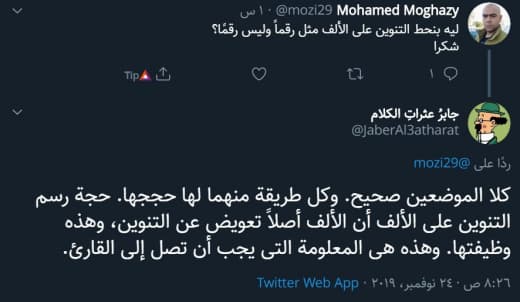 Mohamed Moghazy @mozi29 · ١٠ س
ليه بنحط التنوين على الألف مثل رقماً وليس رقمًا؟
شكرا
١ Tip
جابرُ عثراتِ الكلام
@JaberAl3atharat
ردًا على @mozi29
كلا الموضعين صحيح. وكل طريقة منهما لها حججها. حجة رسم
التنوين على الألف أن الألف أصلاً تعويض عن التنوين، وهذه
وظيفتها. وهذه هى المعلومة التى يجب أن تصل إلى القارئ.
٨:٢٦ ص · ٢٤ نوفمبر، ٢٠١٩ · Twitter Web App